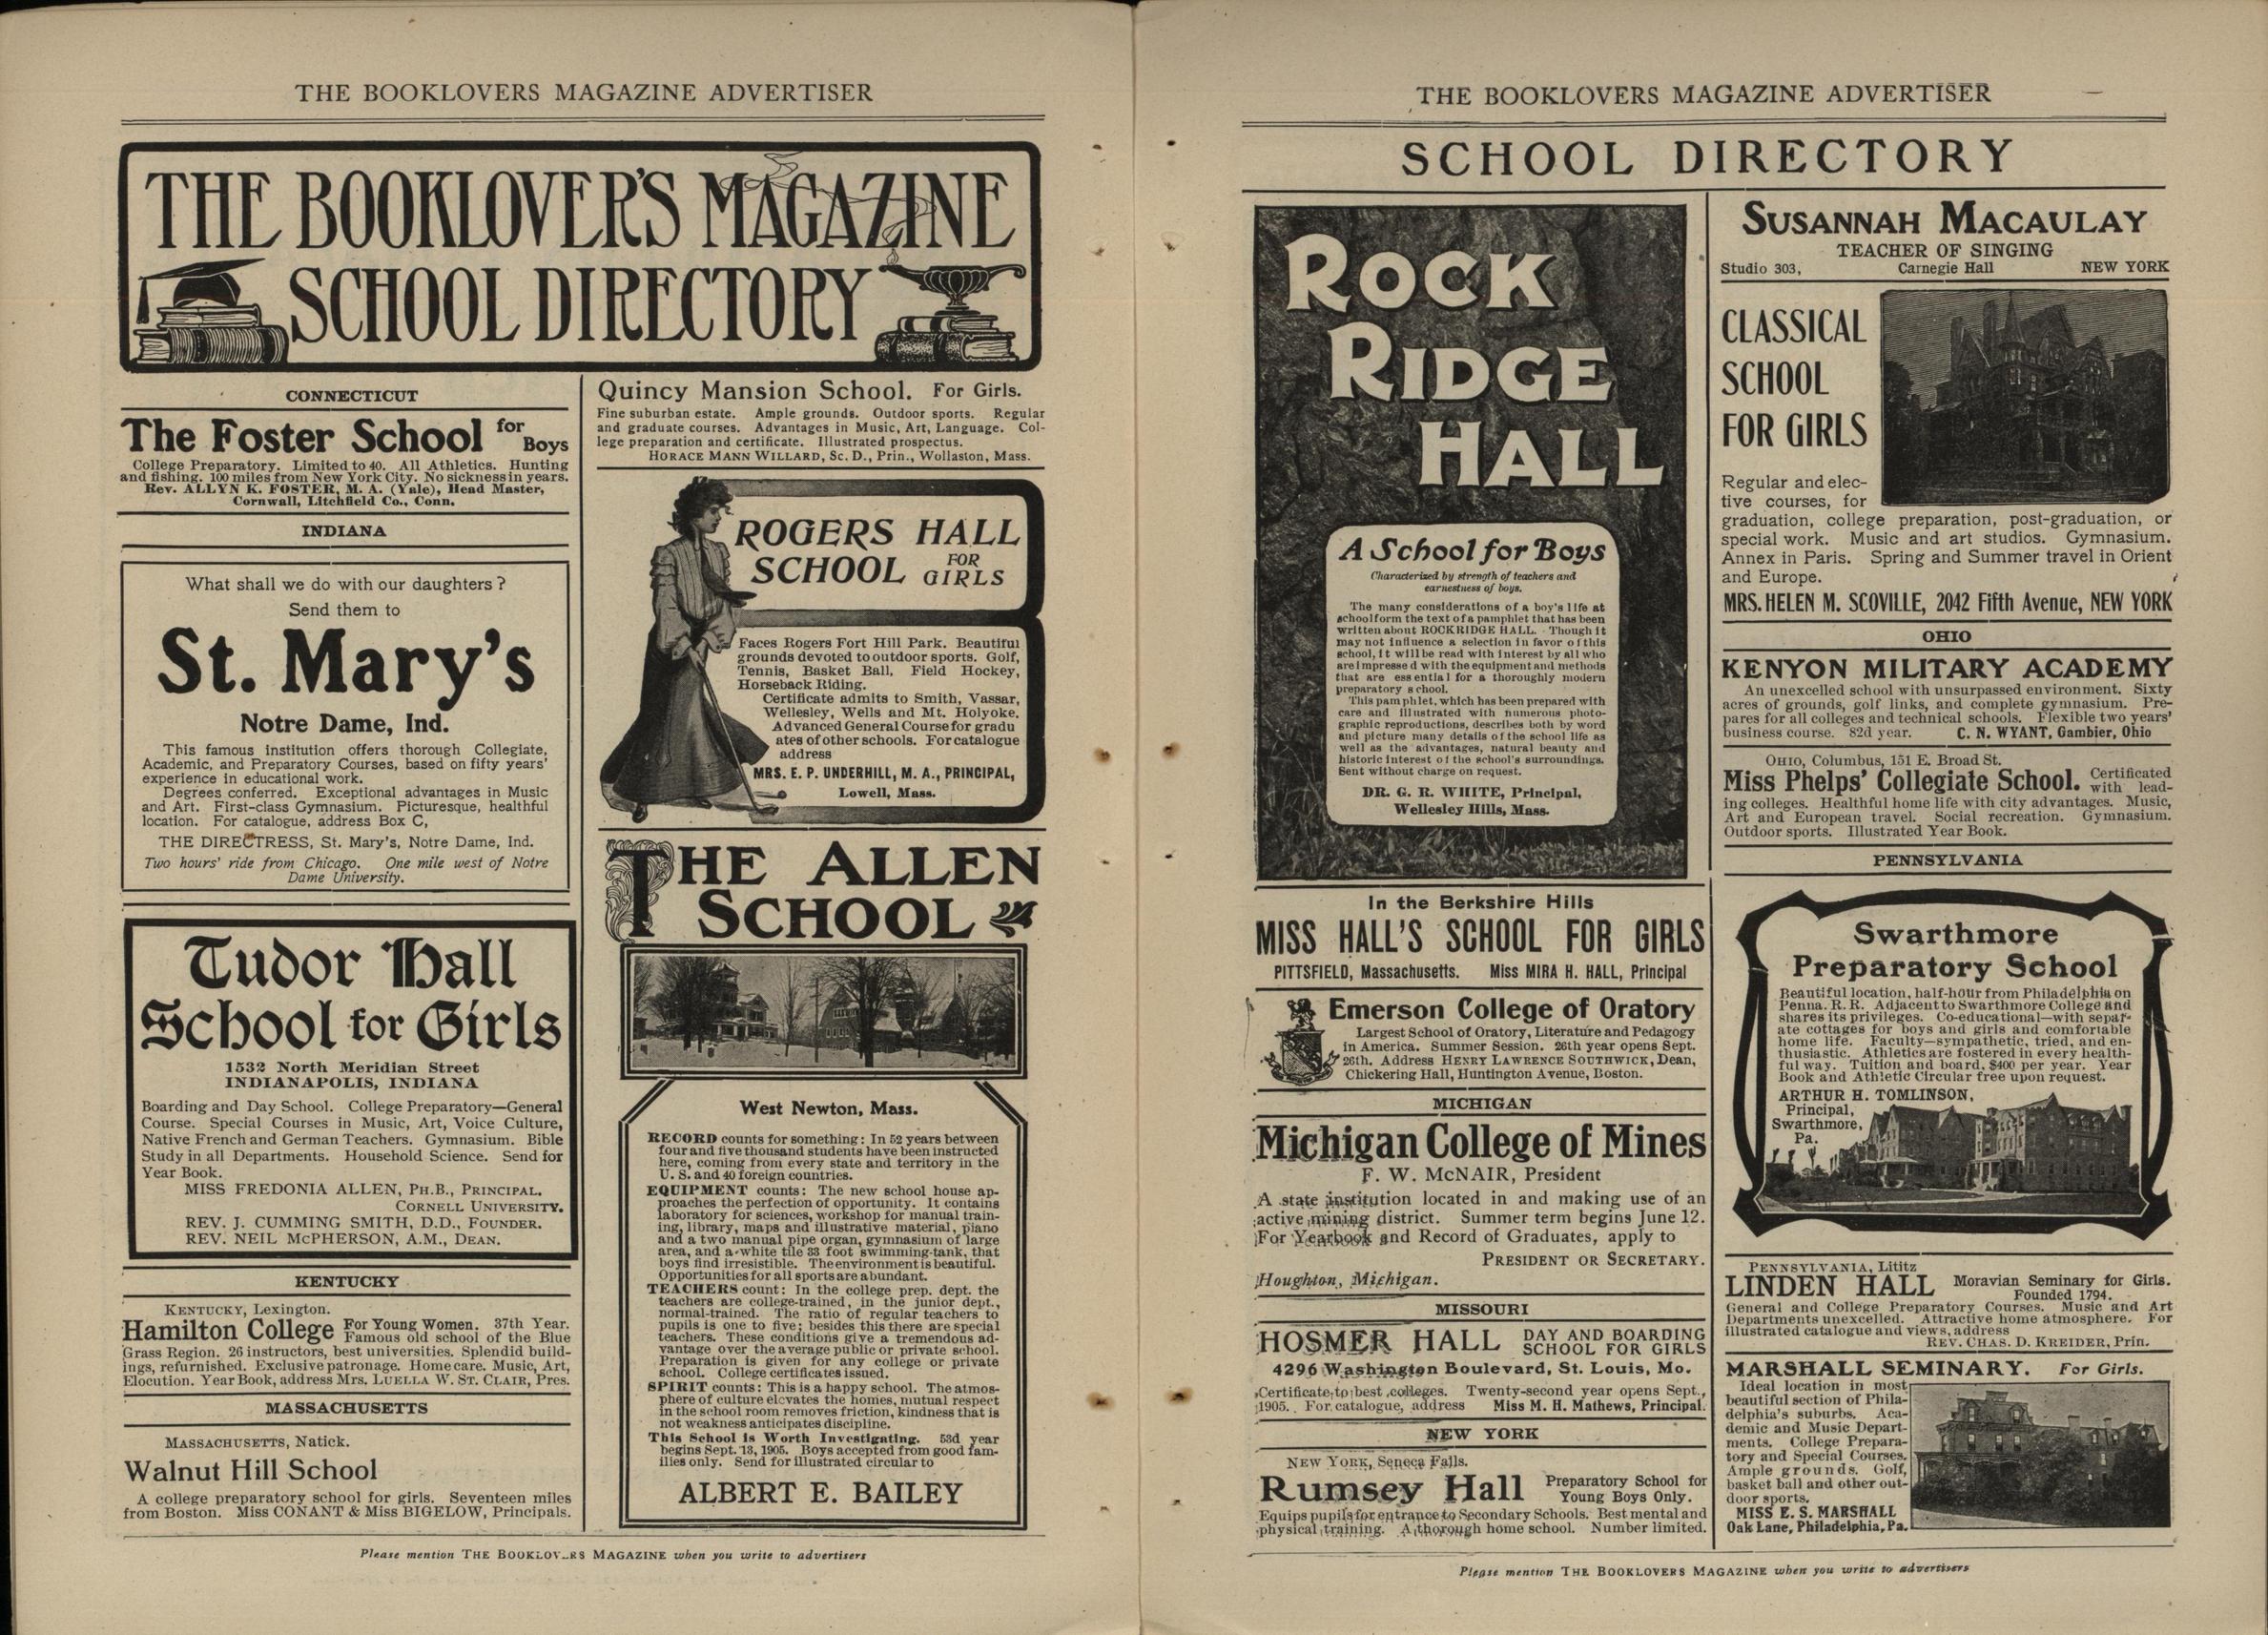 THE BOOKLOVERS MAGAZINE ADVERTISER
THE BOOKLOVER'S MAGAZINE
SCHOOL DIRECTORY
CONNECTICUT
The Foster School for Boys
College Preparatory. Limited to 40. All Athletics. Hunting
and fishing. 100 miles from New York City. No sickness in years.
Rev. ALLYN K. FOSTER, M. A. (Yale), Head Master,
Cornwall, Litchfield Co., Conn.
INDIANA
What shall we do with our daughters?
Send them to
St. Mary's
Notre Dame, Ind.
This famous institution offers thorough Collegiate,
Academic, and Preparatory Courses, based on fifty years'
experience in educational work.
Degrees conferred. Exceptional advantages in Music
and Art. First-class Gymnasium. Picturesque, healthful
location. For catalogue, address Box C,
THE DIRECTRESS, St. Mary's, Notre Dame, Ind.
Two hours' ride from Chicago. One mile west of Notre
Dame University.
Tudor Hall
School for Girls
1532 North Meridian Street
INDIANAPOLIS, INDIANA
Boarding and Day School. College Preparatory—General
Course. Special Courses in Music, Art, Voice Culture,
Native French and German Teachers. Gymnasium. Bible
Study in all Departments. Household Science. Send for
Year Book.
MISS FREDONIA ALLEN, PH.B., PRINCIPAL.
CORNELL UNIVERSITY.
REV. J. CUMMING SMITH, D.D., FOUNDER.
REV. NEIL MCPHERSON, A.M., DEAN.
KENTUCKY
KENTUCKY, Lexington.
Hamilton College For Young Women. 37th Year.
Famous old school of the Blue
Grass Region. 26 instructors, best universities. Splendid build-
ings, refurnished. Exclusive patronage. Home care. Music, Art,
Elocution. Year Book, address Mrs. LUELLA W. ST. CLAIR, Pres.
MASSACHUSETTS
MASSACHUSETTS, Natick.
Walnut Hill School
A college preparatory school for girls. Seventeen miles
from Boston. Miss CONANT & Miss BIGELOW, Principals.
Quincy Mansion School. For Girls.
Fine suburban estate. Ample grounds. Outdoor sports. Regular
and graduate courses. Advantages in Music, Art, Language. Col-
lege preparation and certificate. Illustrated prospectus.
HORACE MANN WILLARD, Sc. D., Prin., Wollaston, Mass.
ROGERS HALL
SCHOOL FOR GIRLS
Faces Rogers Fort Hill Park. Beautiful
grounds devoted to outdoor sports. Golf,
Tennis, Basket Ball, Field Hockey,
Horseback Riding.
Certificate admits to Smith, Vassar,
Wellesley, Wells and Mt. Holyoke.
Advanced General Course for gradu
ates of other schools. For catalogue
address
MRS. E. P. UNDERHILL, M. A., PRINCIPAL,
Lowell, Mass.
THE ALLEN
SCHOOL
West Newton, Mass.
RECORD counts for something: In 52 years between
four and five thousand students have been instructed
here, coming from every state and territory in the
U. S. and 40 foreign countries.
EQUIPMENT counts: The new school house ap-
proaches the perfection of opportunity. It contains
laboratory for sciences, workshop for manual train-
ing, library, maps and illustrative material, piano
and a two manual pipe organ, gymnasium of large
area, and a white tile 33 foot swimming-tank, that
boys find irresistible. The environment is beautiful.
Opportunities for all sports are abundant.
TEACHERS count: In the college prep. dept. the
teachers are college-trained, in the junior dept.,
normal-trained. The ratio of regular teachers to
pupils is one to five; besides this there are special
teachers. These conditions give a tremendous ad-
vantage over the average public or private school.
Preparation is given for any college or private
school. College certificates issued.
SPIRIT counts: This is a happy school. The atmos-
phere of culture elevates the homes, mutual respect
in the school room removes friction, kindness that is
not weakness anticipates discipline.
This School is Worth Investigating. 53d year
begins Sept. 13, 1905. Boys accepted from good fam-
ilies only. Send for illustrated circular to
ALBERT E. BAILEY
Please mention THE BOOKLOVERS MAGAZINE when you write to advertisers
THE BOOKLOVERS MAGAZINE ADVERTISER
SCHOOL DIRECTORY
ROCK
RIDGE
HALL
A School for Boys
Characterized by strength of teachers and
earnestness of boys.
The many considerations of a boy's life at
school form the text of a pamphlet that has been
written about ROCK RIDGE HALL. Though it
may not influence a selection in favor of this
school, it will be read with interest by all who
are impressed with the equipment and methods
that are essential for a thoroughly modern
preparatory school.
This pamphlet, which has been prepared with
care and illustrated with numerous photo-
graphic reproductions, describes both by word
and picture many details of the school life as
well as the advantages, natural beauty and
historic interest of the school's surroundings.
Sent without charge on request.
DR. G. R. WHITE, Principal,
Wellesley Hills, Mass.
In the Berkshire Hills
MISS HALL'S SCHOOL FOR GIRLS
PITTSFIELD, Massachusetts. Miss MIRA H. HALL, Principal
Emerson College of Oratory
Largest School of Oratory, Literature and Pedagogy
in America. Summer Session. 26th year opens Sept.
26th. Address HENRY LAWRENCE SOUTHWICK, Dean,
Chickering Hall, Huntington Avenue, Boston.
MICHIGAN
Michigan College of Mines
F. W. McNAIR, President
A state institution located in and making use of an
active mining district. Summer term begins June 12.
For Yearbook and Record of Graduates, apply to
PRESIDENT OR SECRETARY.
Houghton, Michigan.
MISSOURI
HOSMER HALL DAY AND BOARDING
SCHOOL FOR GIRLS
4296 Washington Boulevard, St. Louis, Mo.
Certificate to best colleges. Twenty-second year opens Sept.,
1905. For catalogue, address Miss M. H. Mathews, Principal.
NEW YORK
NEW YORK, Seneca Falls.
Rumsey Hall Preparatory School for
Young Boys Only.
Equips pupils for entrance to Secondary Schools. Best mental and
physical training. A thorough home school. Number limited.
SUSANNAH MACAULAY
TEACHER OF SINGING
Studio 303, Carnegie Hall NEW YORK
CLASSICAL
SCHOOL
FOR GIRLS
Regular and elec-
tive courses, for
graduation, college preparation, post-graduation, or
special work. Music and art studios. Gymnasium.
Annex in Paris. Spring and Summer travel in Orient
and Europe.
MRS. HELEN M. SCOVILLE, 2042 Fifth Avenue, NEW YORK
OHIO
KENYON MILITARY ACADEMY
An unexcelled school with unsurpassed environment. Sixty
acres of grounds, golf links, and complete gymnasium. Pre-
pares for all colleges and technical schools. Flexible two years'
business course. 82d year. C. N. WYANT, Gambier, Ohio
OHIO, Columbus, 151 E. Broad St.
Miss Phelps' Collegiate School. Certificated
with lead-
ing colleges. Healthful home life with city advantages. Music,
Art and European travel. Social recreation. Gymnasium.
Outdoor sports. Illustrated Year Book.
PENNSYLVANIA
Swarthmore
Preparatory School
Beautiful location, half-hour from Philadelphia on
Penna. R. R. Adjacent to Swarthmore College and
shares its privileges. Co-educational—with separ-
ate cottages for boys and girls and comfortable
home life. Faculty—sympathetic, tried, and en-
thusiastic. Athletics are fostered in every health-
ful way. Tuition and board, $400 per year. Year
Book and Athletic Circular free upon request.
ARTHUR H. TOMLINSON,
Principal,
Swarthmore,
Pa.
PENNSYLVANIA, Lititz
LINDEN HALL Moravian Seminary for Girls.
Founded 1794.
General and College Preparatory Courses. Music and Art
Departments unexcelled. Attractive home atmosphere. For
illustrated catalogue and views, address
REV. CHAS. D. KREIDER, Prin.
MARSHALL SEMINARY. For Girls.
Ideal location in most
beautiful section of Phila-
delphia's suburbs. Aca-
demic and Music Depart-
ments. College Prepara-
tory and Special Courses.
Ample grounds. Golf,
basket ball and other out-
door sports.
MISS E. S. MARSHALL
Oak Lane, Philadelphia, Pa.
Please mention THE BOOKLOVERS MAGAZINE when you write to advertisers